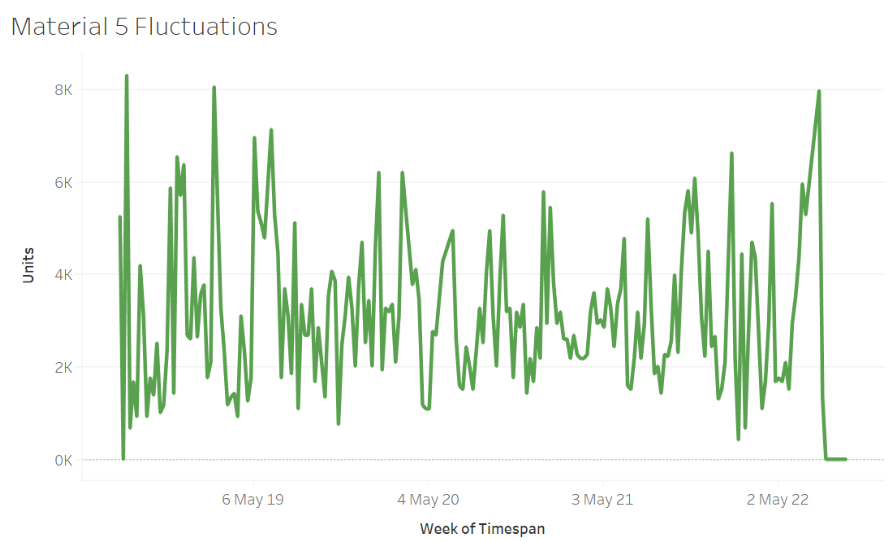 Material 5 Fluctuations
8K
6K
4K
2K
0K
Units
6 May 19
4 May 20
3 May 21
2 May 22
Week of Timespan